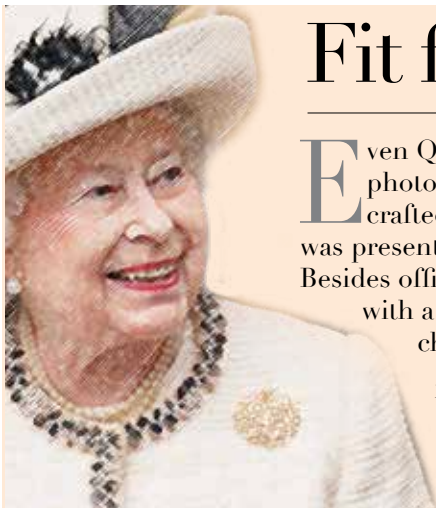 Fit f
Even Q
photo
crafted
was present
Besides offi
with a
ch